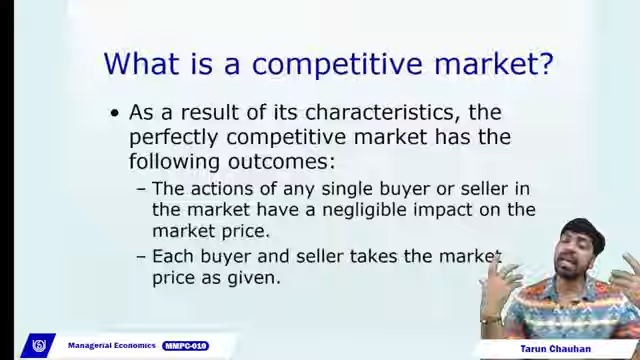 What is a competitive market?
• As a result of its characteristics, the
perfectly competitive market has the
following outcomes:
– The actions of any single buyer or seller in
the market have a negligible impact on the
market price.
– Each buyer and seller takes the market
price as given.
Managerial Economics MMPC-010
Tarun Chauhan